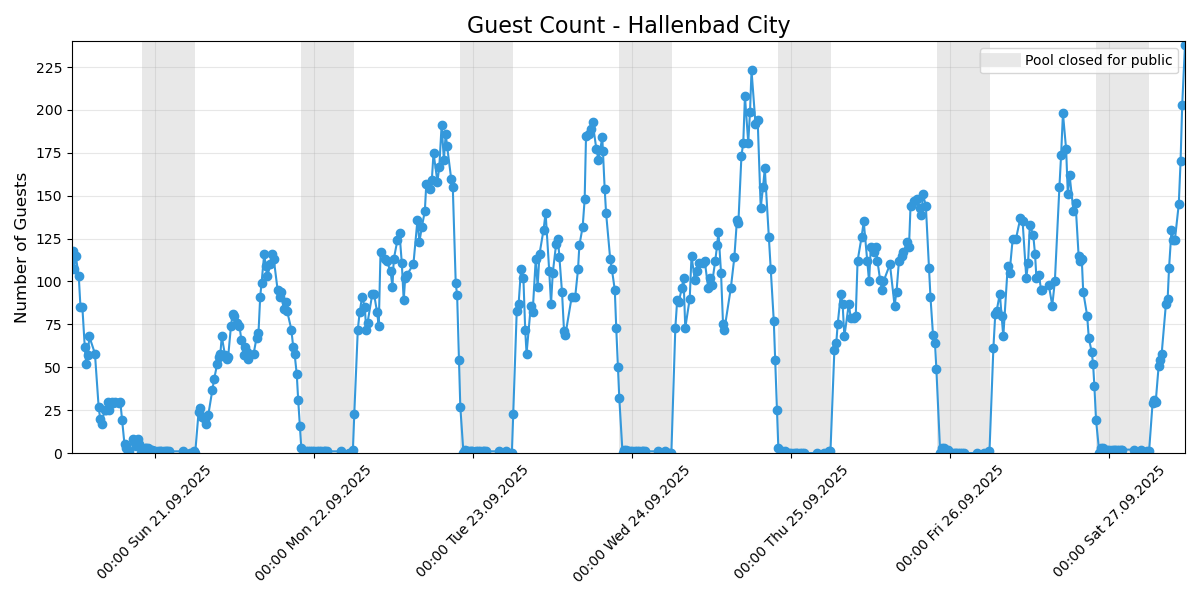 Guest Count - Hallenbad City
Pool closed for public
Number of Guests
225
200
175
150
125
100
75
50
25
0
00:00 Sun 21.09.2025
00:00 Mon 22.09.2025
00:00 Tue 23.09.2025
00:00 Wed 24.09.2025
00:00 Thu 25.09.2025
00:00 Fri 26.09.2025
00:00 Sat 27.09.2025